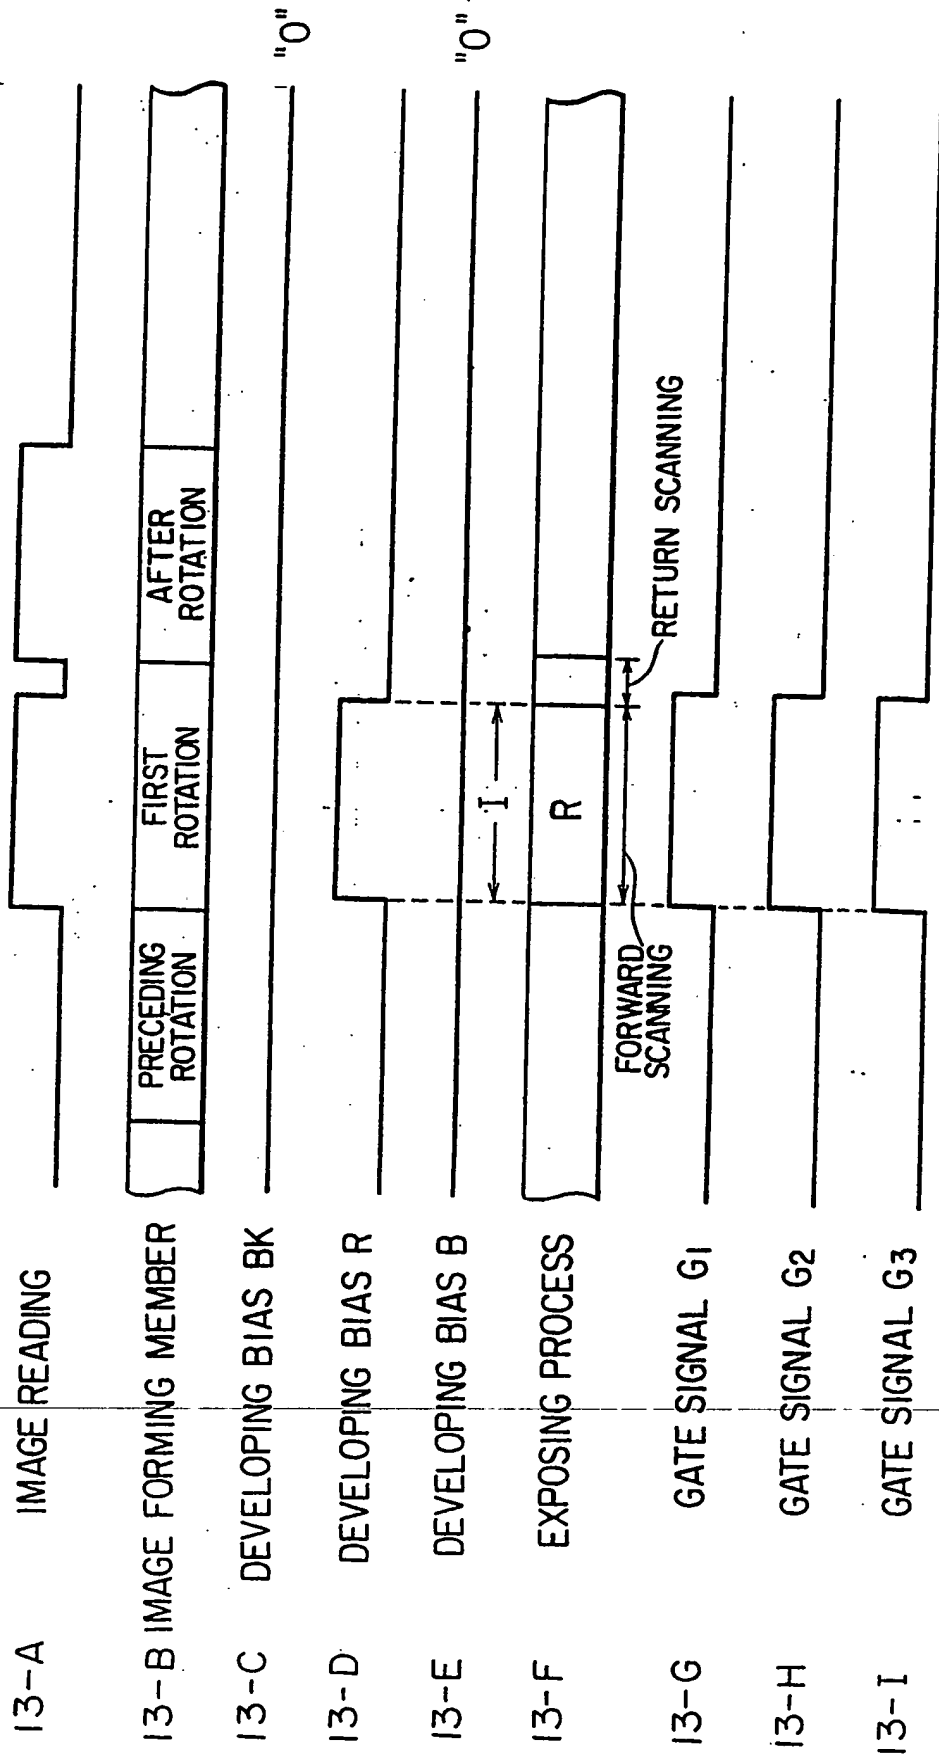 13-A IMAGE READING
13-B IMAGE FORMING MEMBER
PRECEDING
ROTATION
FIRST
ROTATION
AFTER
ROTATION
13-C DEVELOPING BIAS BK
"0"
13-D DEVELOPING BIAS R
13-E DEVELOPING BIAS B
"0"
I
13-F EXPOSING PROCESS
R
FORWARD
SCANNING
RETURN SCANNING
13-G GATE SIGNAL G1
13-H GATE SIGNAL G2
13-I GATE SIGNAL G3